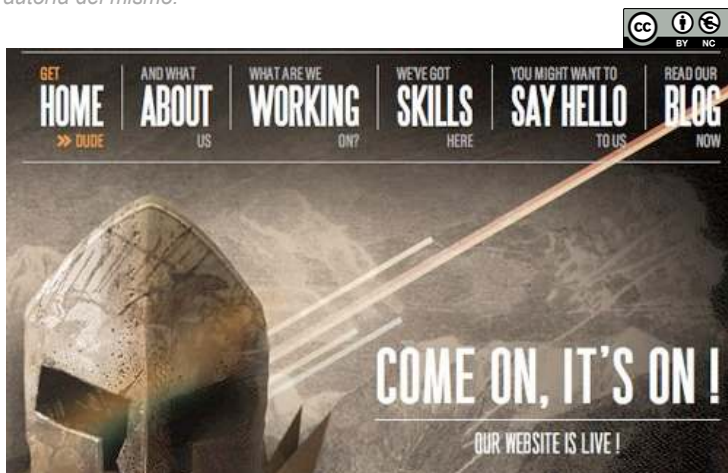 autoría del mismo.
cc BY NC
GET AND WHAT WHAT ARE WE WE'VE GOT YOU MIGHT WANT TO READ OUR
HOME ABOUT WORKING SKILLS SAY HELLO BLOG
>> DUDE US ON? HERE TO US NOW
COME ON, IT'S ON !
OUR WEBSITE IS LIVE !